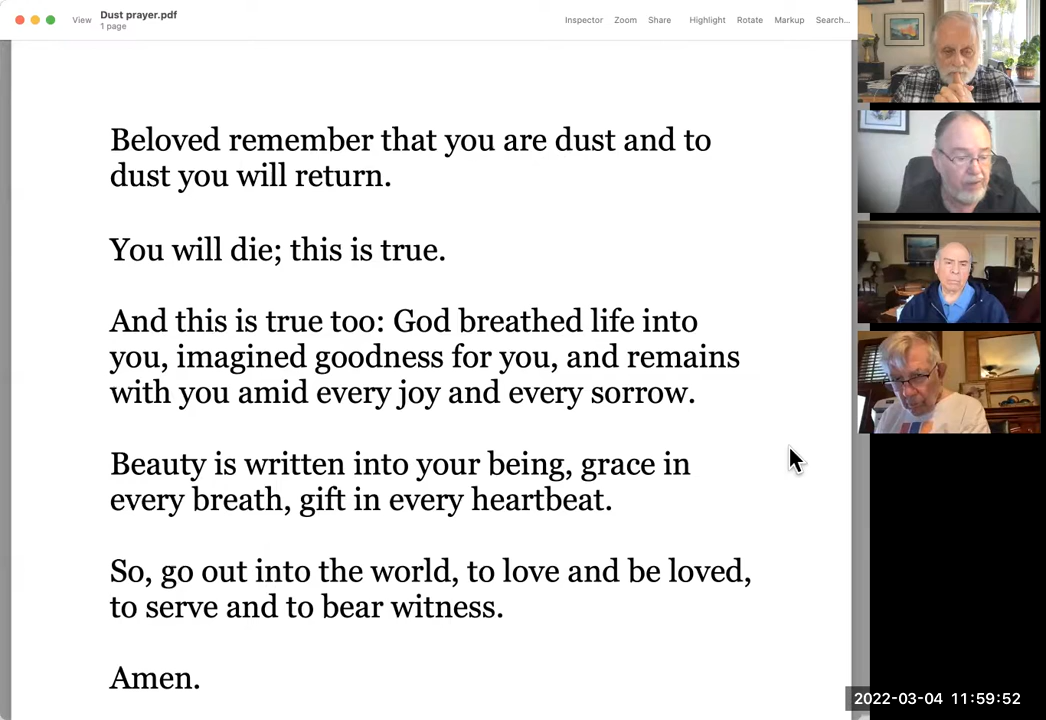 View
Dust prayer.pdf
1 page
Inspector
Zoom
Share
Highlight
Rotate
Markup
Search...
Beloved remember that you are dust and to
dust you will return.
You will die; this is true.
And this is true too: God breathed life into
you, imagined goodness for you, and remains
with you amid every joy and every sorrow.
Beauty is written into your being, grace in
every breath, gift in every heartbeat.
So, go out into the world, to love and be loved,
to serve and to bear witness.
Amen.
2022-03-04 11:59:52